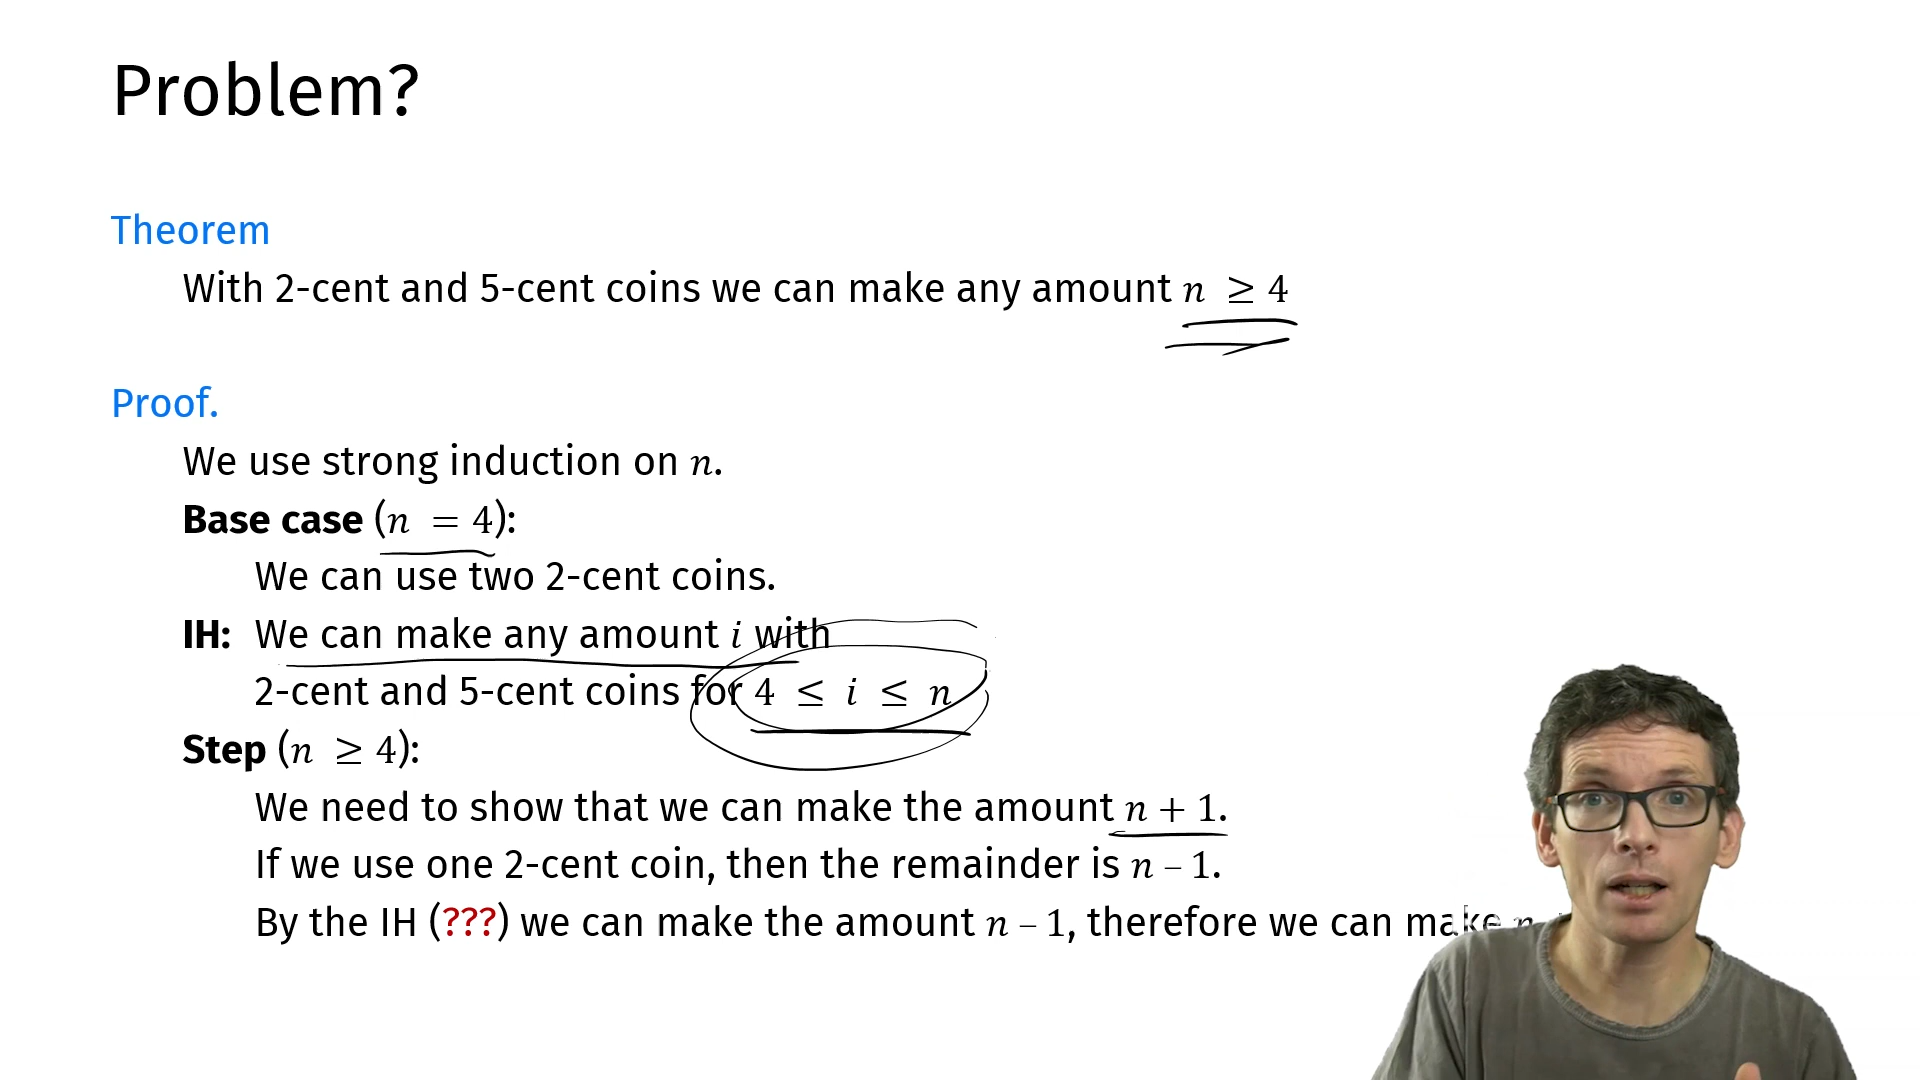 Problem?
Theorem
With 2-cent and 5-cent coins we can make any amount n ≥ 4
Proof.
We use strong induction on n.
Base case (n = 4):
We can use two 2-cent coins.
IH: We can make any amount i with
2-cent and 5-cent coins for 4 ≤ i ≤ n
Step (n ≥ 4):
We need to show that we can make the amount n + 1.
If we use one 2-cent coin, then the remainder is n – 1.
By the IH (???) we can make the amount n – 1, therefore we can make